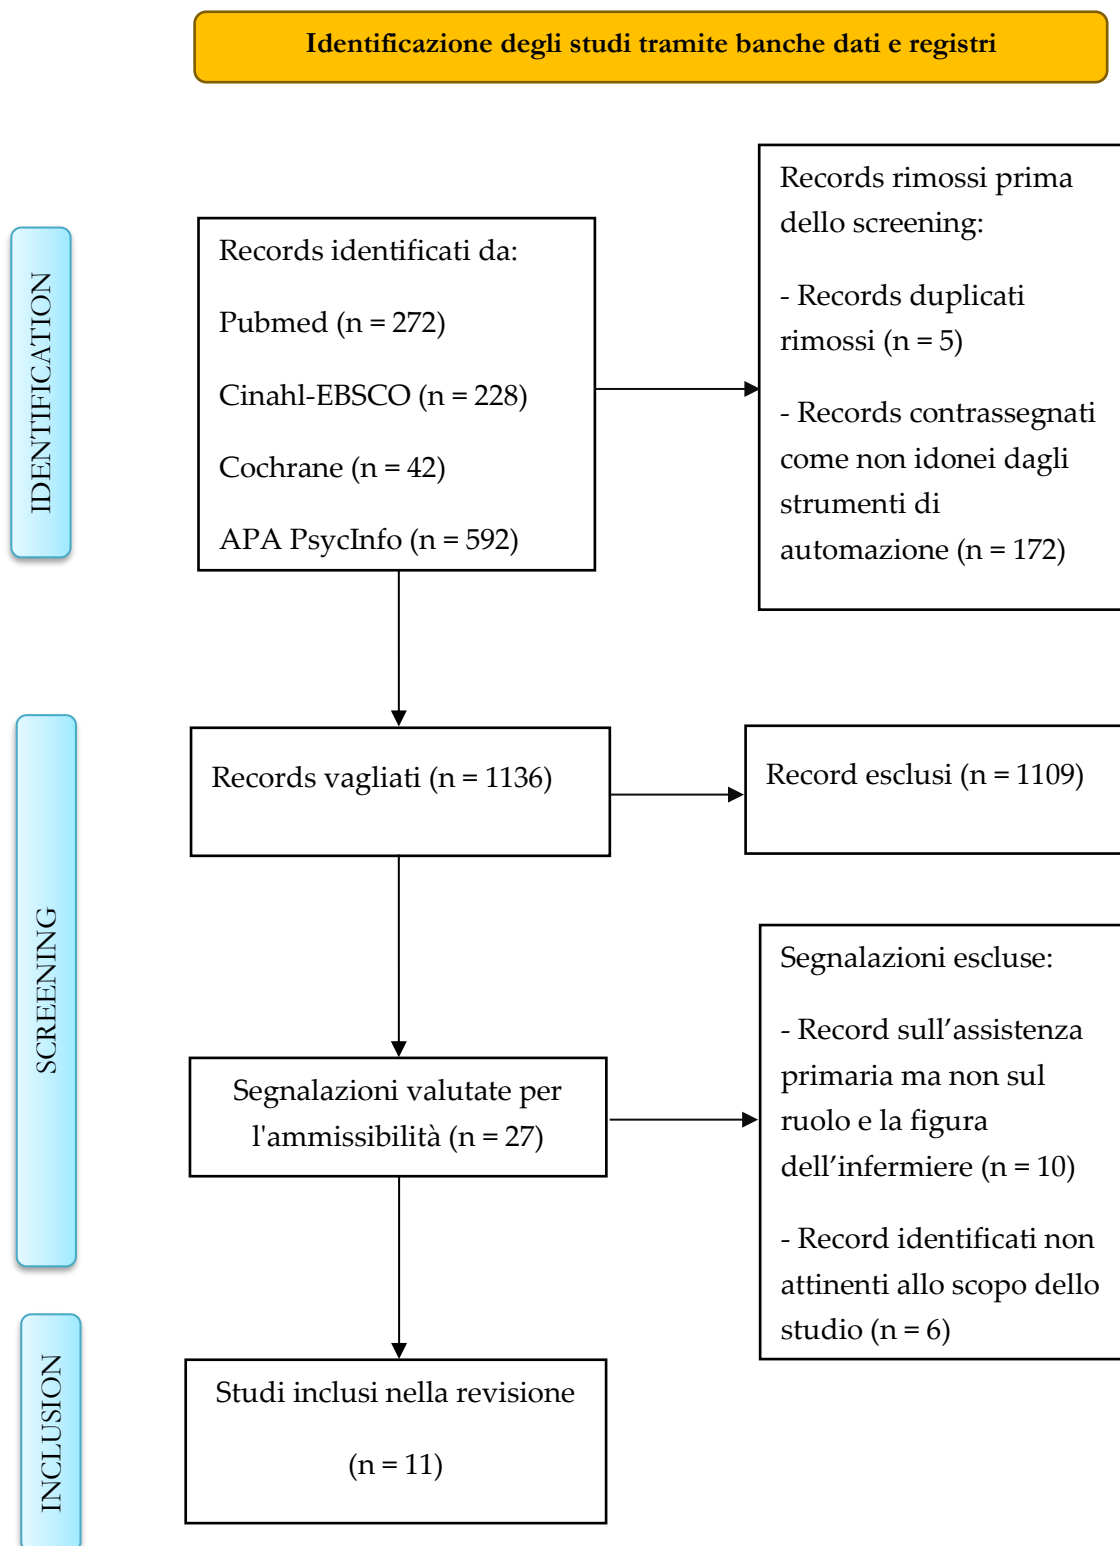 Identificazione degli studi tramite banche dati e registri
IDENTIFICATION
Records identificati da:
Pubmed (n = 272)
Cinahl-EBSCO (n = 228)
Cochrane (n = 42)
APA PsycInfo (n = 592)
Records rimossi prima
dello screening:
- Records duplicati
rimossi (n = 5)
- Records contrassegnati
come non idonei dagli
strumenti di
automazione (n = 172)
SCREENING
Records vagliati (n = 1136)
Record esclusi (n = 1109)
Segnalazioni valutate per
l'ammissibilità (n = 27)
Segnalazioni escluse:
- Record sull’assistenza
primaria ma non sul
ruolo e la figura
dell’infermiere (n = 10)
- Record identificati non
attinenti allo scopo dello
studio (n = 6)
INCLUSION
Studi inclusi nella revisione
(n = 11)